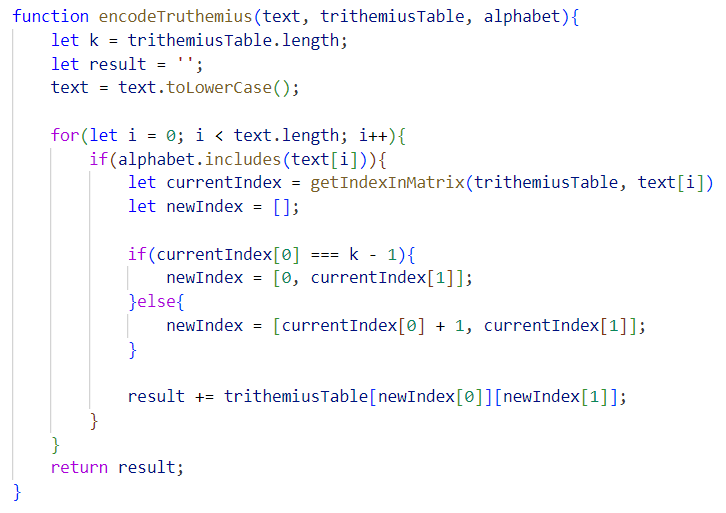 function encodeTruthemius(text, trithemiusTable, alphabet){
    let k = trithemiusTable.length;
    let result = '';
    text = text.toLowerCase();

    for(let i = 0; i < text.length; i++){
        if(alphabet.includes(text[i])){
            let currentIndex = getIndexInMatrix(trithemiusTable, text[i])
            let newIndex = [];

            if(currentIndex[0] === k - 1){
                newIndex = [0, currentIndex[1]];
            }else{
                newIndex = [currentIndex[0] + 1, currentIndex[1]];
            }

            result += trithemiusTable[newIndex[0]][newIndex[1]];
        }
    }
    return result;
}